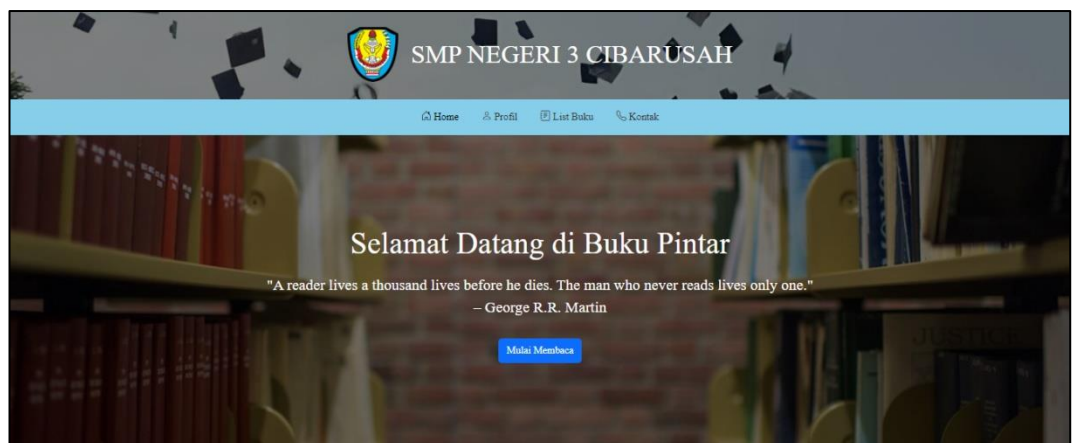 SMP NEGERI 3 CIBARUSAH
Home Profil List Buku Kontak
Selamat Datang di Buku Pintar
"A reader lives a thousand lives before he dies. The man who never reads lives only one."
– George R.R. Martin
Mulai Membaca
JUSTICE